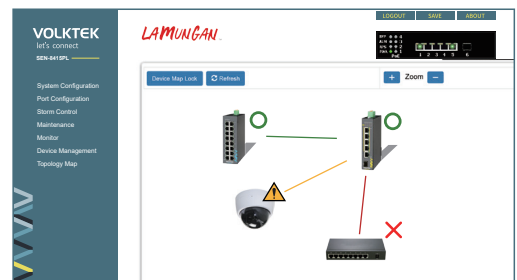 LOGOUT SAVE ABOUT
VOLKTEK
let's connect
SEN-8415PL
LAMUNGAN
PoE
1 2 3 4 5 6
Device Map Lock Refresh
+ Zoom −
System Configuration
Port Configuration
Storm Control
Maintenance
Monitor
Device Management
Topology Map